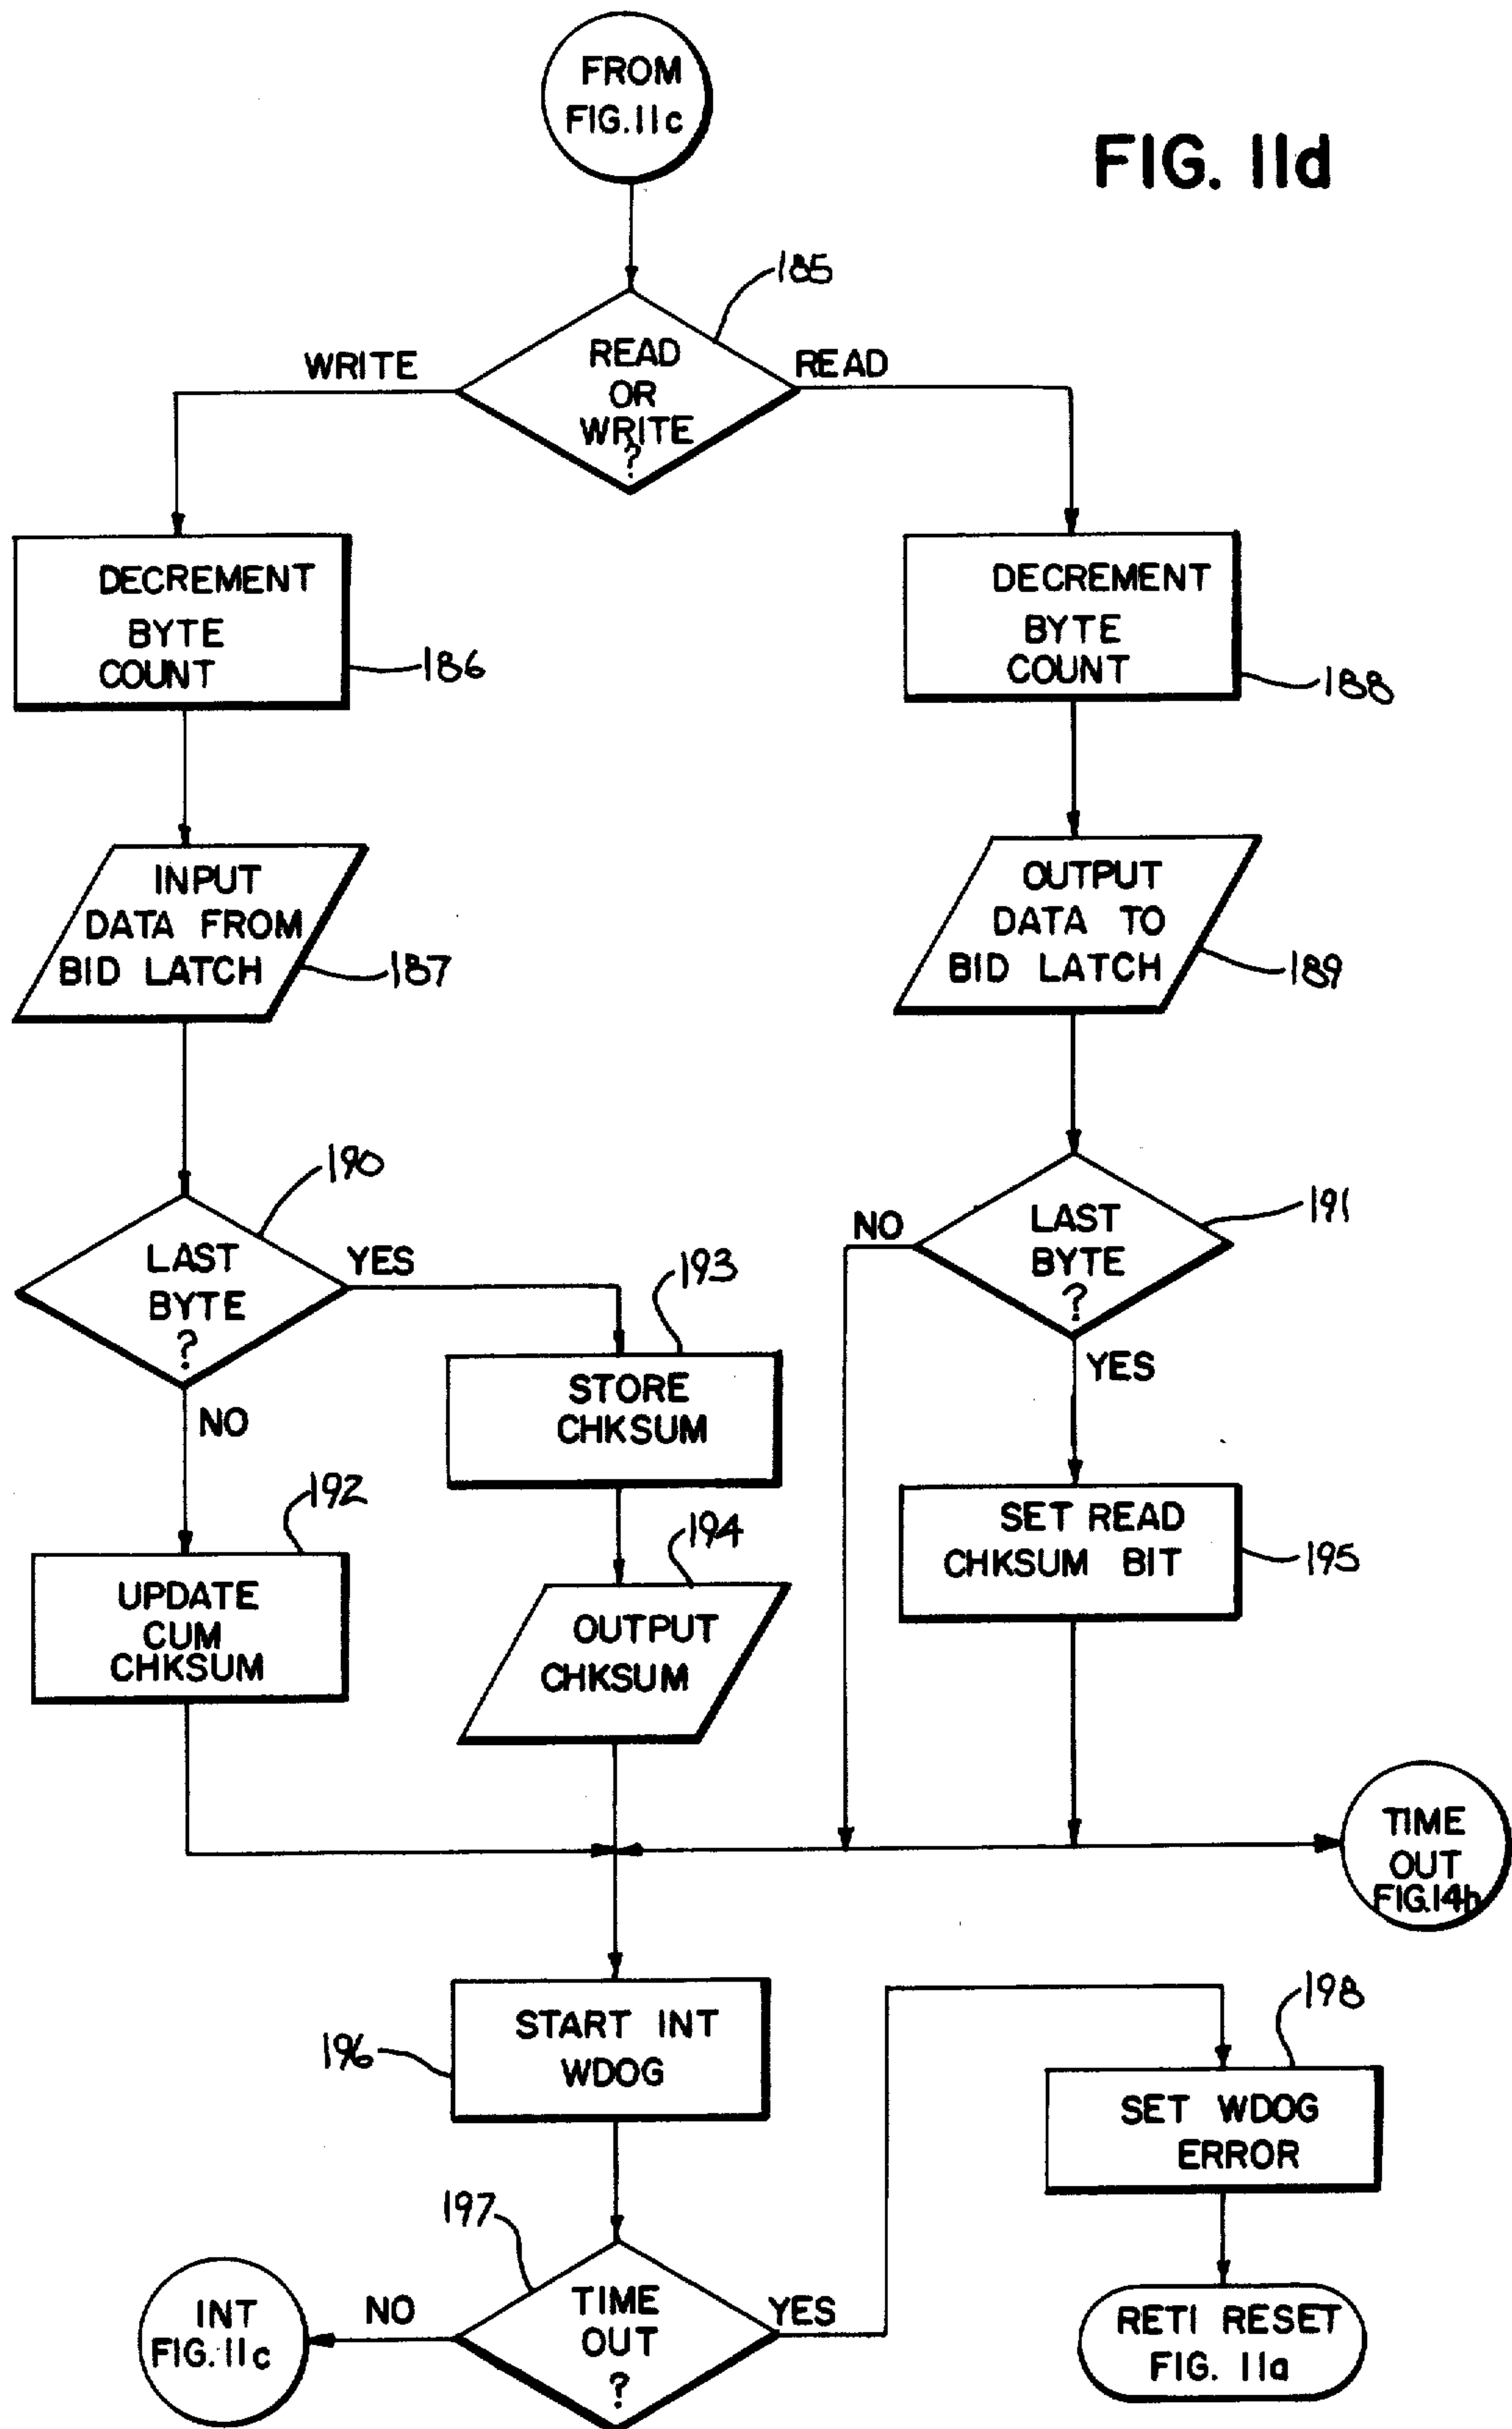 FROM
FIG. 11c
FIG. 11d
185
WRITE
READ
OR
WRITE
?
READ
DECREMENT
BYTE
COUNT
186
DECREMENT
BYTE
COUNT
188
INPUT
DATA FROM
BID LATCH
187
OUTPUT
DATA TO
BID LATCH
189
190
LAST
BYTE
?
YES
NO
191
NO
LAST
BYTE
?
YES
193
STORE
CHKSUM
192
UPDATE
CUM
CHKSUM
194
OUTPUT
CHKSUM
SET READ
CHKSUM BIT
195
TIME
OUT
FIG.14h
196
START INT
WDOG
198
SET WDOG
ERROR
197
INT
FIG. 11c
NO
TIME
OUT
?
YES
RETI RESET
FIG. 11a